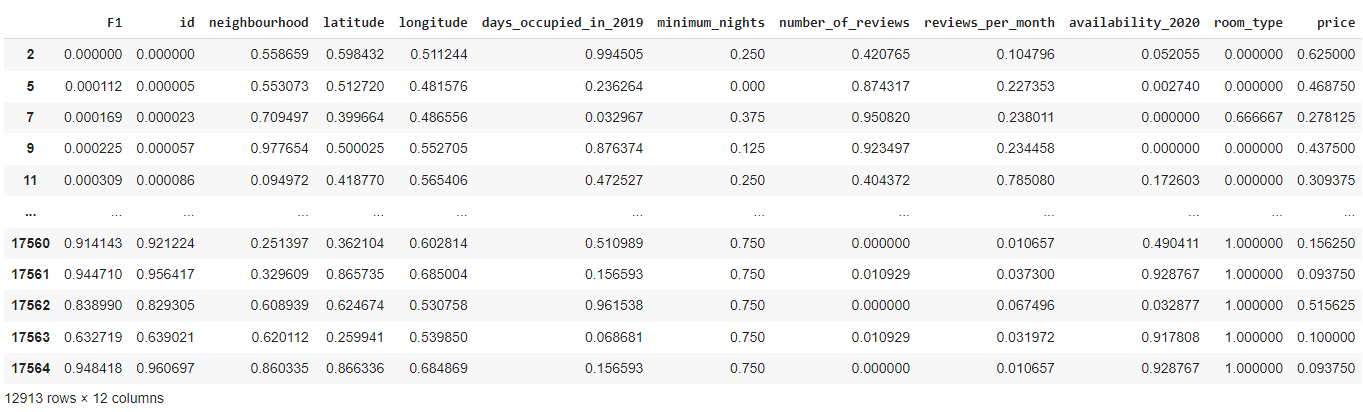 F1 id neighbourhood latitude longitude days_occupied_in_2019 minimum_nights number_of_reviews reviews_per_month availability_2020 room_type price
2 0.000000 0.000000 0.558659 0.598432 0.511244 0.994505 0.250 0.420765 0.104796 0.052055 0.000000 0.625000
5 0.000112 0.000005 0.553073 0.512720 0.481576 0.236264 0.000 0.874317 0.227353 0.002740 0.000000 0.468750
7 0.000169 0.000023 0.709497 0.399664 0.486556 0.032967 0.375 0.950820 0.238011 0.000000 0.666667 0.278125
9 0.000225 0.000057 0.977654 0.500025 0.552705 0.876374 0.125 0.923497 0.234458 0.000000 0.000000 0.437500
11 0.000309 0.000086 0.094972 0.418770 0.565406 0.472527 0.250 0.404372 0.785080 0.172603 0.000000 0.309375
... ... ... ... ... ... ... ... ... ... ... ... ...
17560 0.914143 0.921224 0.251397 0.362104 0.602814 0.510989 0.750 0.000000 0.010657 0.490411 1.000000 0.156250
17561 0.944710 0.956417 0.329609 0.865735 0.685004 0.156593 0.750 0.010929 0.037300 0.928767 1.000000 0.093750
17562 0.838990 0.829305 0.608939 0.624674 0.530758 0.961538 0.750 0.000000 0.067496 0.032877 1.000000 0.515625
17563 0.632719 0.639021 0.620112 0.259941 0.539850 0.068681 0.750 0.010929 0.031972 0.917808 1.000000 0.100000
17564 0.948418 0.960697 0.860335 0.866336 0.684869 0.156593 0.750 0.000000 0.010657 0.928767 1.000000 0.093750
12913 rows × 12 columns